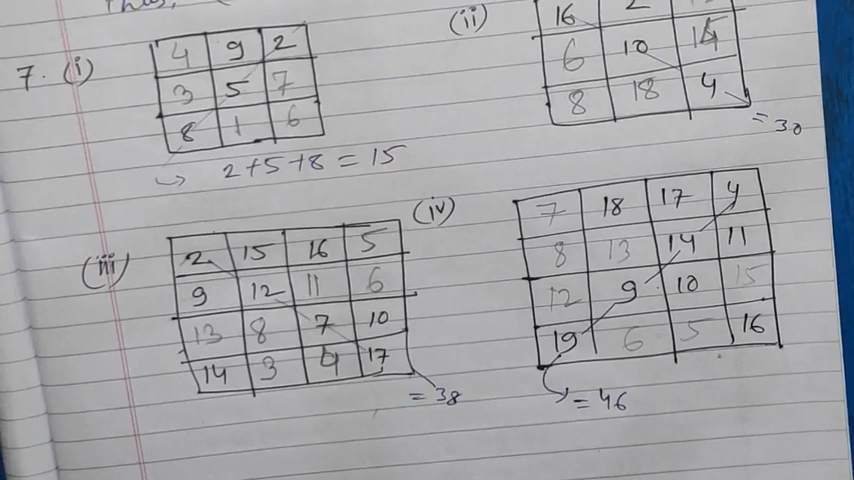 Thus,
7. (i)
4 9 2
3 5 7
8 1 6
→ 2+5+8 = 15
(ii)
16 2
6 10 14
8 18 4
= 30
(iii)
2 15 16 5
9 12 11 6
13 8 7 10
14 3 4 17
= 38
(iv)
7 18 17 4
8 13 14 11
12 9 10 15
19 6 5 16
= 46